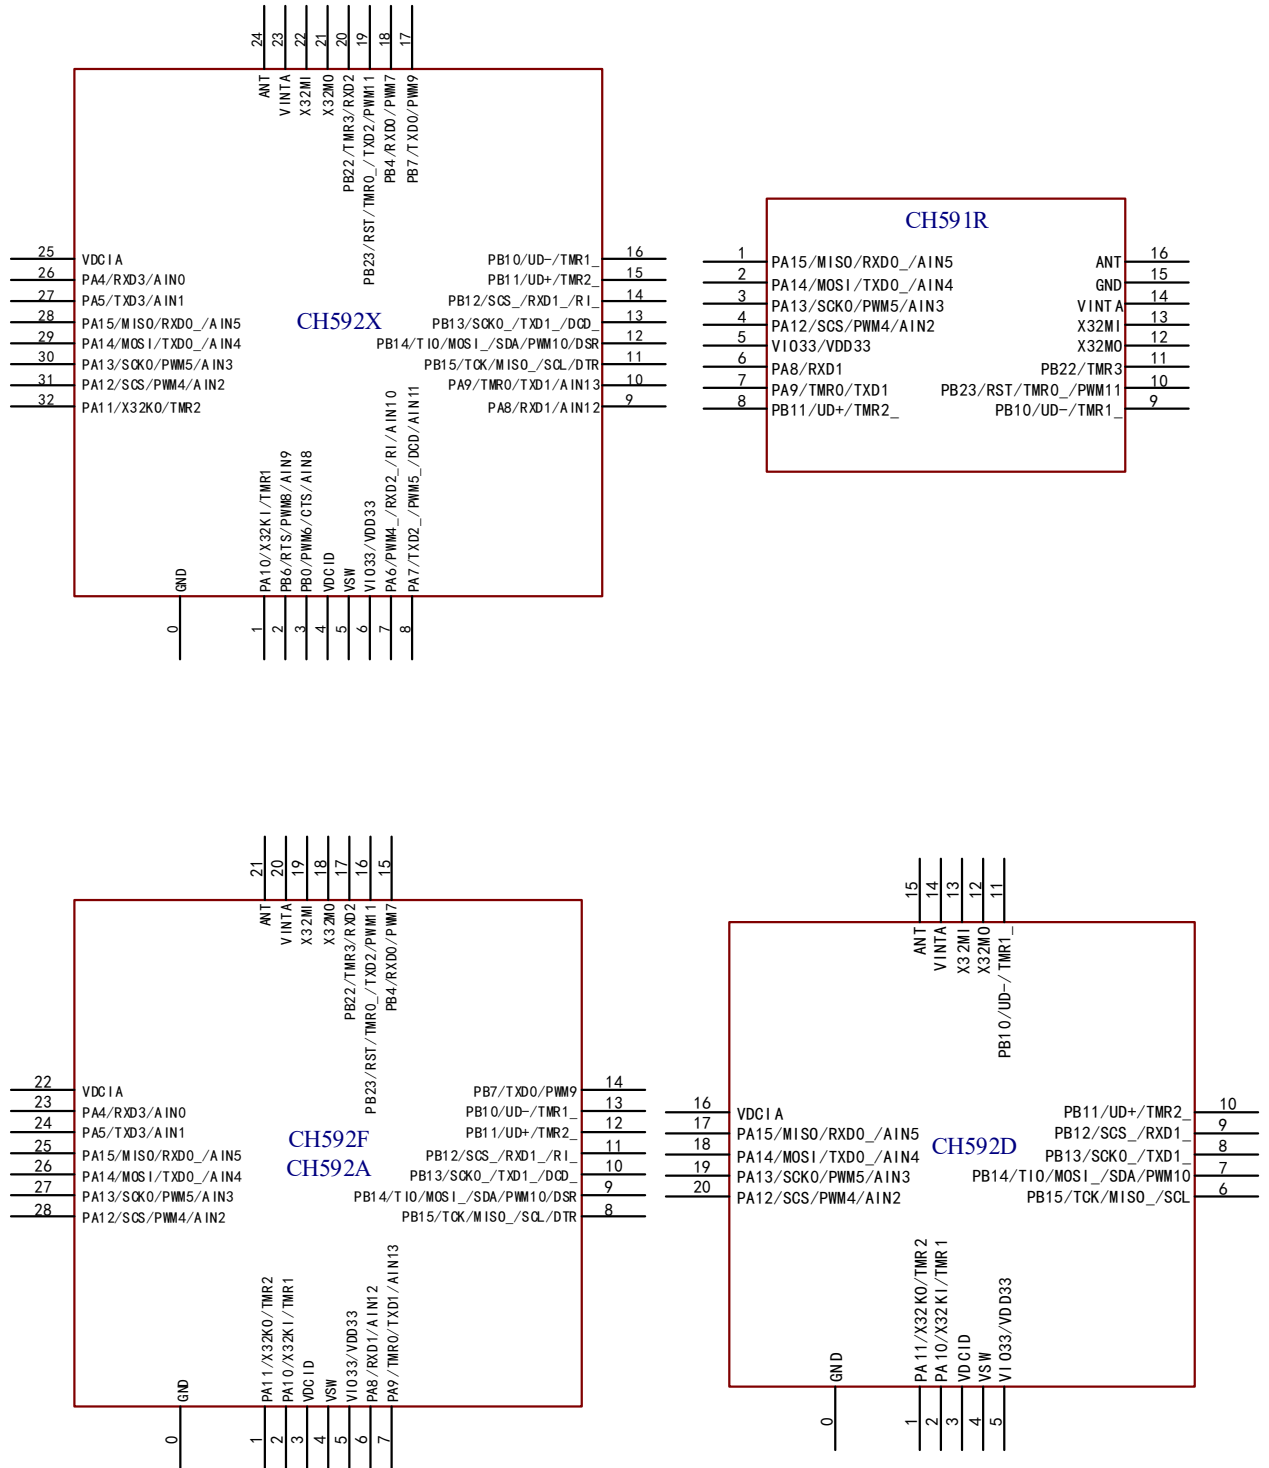 24
23
22
21
20
19
18
17
ANT
VINTA
X32MI
X32MO
PB22/TMR3/RXD2
PB23/RST/TMR0_/TXD2/PWM11
PB4/RXD0/PWM7
PB7/TXD0/PWM9
CH592X
25 VDCIA
26 PA4/RXD3/AIN0
27 PA5/TXD3/AIN1
28 PA15/MISO/RXD0_/AIN5
29 PA14/MOSI/TXD0_/AIN4
30 PA13/SCK0/PWM5/AIN3
31 PA12/SCS/PWM4/AIN2
32 PA11/X32KO/TMR2
PB10/UD-/TMR1_ 16
PB11/UD+/TMR2_ 15
PB12/SCS_/RXD1_/RI_ 14
PB13/SCK0_/TXD1_/DCD_ 13
PB14/TIO/MOSI_/SDA/PWM10/DSR 12
PB15/TCK/MISO_/SCL/DTR 11
PA9/TMR0/TXD1/AIN13 10
PA8/RXD1/AIN12 9
GND
PA10/X32KI/TMR1
PB6/RTS/PWM8/AIN9
PB0/PWM6/CTS/AIN8
VDCID
VSW
VIO33/VDD33
PA6/PWM4_/RXD2_/RI/AIN10
PA7/TXD2_/PWM5_/DCD/AIN11
0
1
2
3
4
5
6
7
8
CH591R
1 PA15/MISO/RXD0_/AIN5
2 PA14/MOSI/TXD0_/AIN4
3 PA13/SCK0/PWM5/AIN3
4 PA12/SCS/PWM4/AIN2
5 VIO33/VDD33
6 PA8/RXD1
7 PA9/TMR0/TXD1
8 PB11/UD+/TMR2_
ANT 16
GND 15
VINTA 14
X32MI 13
X32MO 12
PB22/TMR3 11
PB23/RST/TMR0_/PWM11 10
PB10/UD-/TMR1_ 9
21
20
19
18
17
16
15
ANT
VINTA
X32MI
X32MO
PB22/TMR3/RXD2
PB23/RST/TMR0_/TXD2/PWM11
PB4/RXD0/PWM7
CH592F
CH592A
22 VDCIA
23 PA4/RXD3/AIN0
24 PA5/TXD3/AIN1
25 PA15/MISO/RXD0_/AIN5
26 PA14/MOSI/TXD0_/AIN4
27 PA13/SCK0/PWM5/AIN3
28 PA12/SCS/PWM4/AIN2
PB7/TXD0/PWM9 14
PB10/UD-/TMR1_ 13
PB11/UD+/TMR2_ 12
PB12/SCS_/RXD1_/RI_ 11
PB13/SCK0_/TXD1_/DCD_ 10
PB14/TIO/MOSI_/SDA/PWM10/DSR 9
PB15/TCK/MISO_/SCL/DTR 8
GND
PA11/X32KO/TMR2
PA10/X32KI/TMR1
VDCID
VSW
VIO33/VDD33
PA8/RXD1/AIN12
PA9/TMR0/TXD1/AIN13
0
1
2
3
4
5
6
7
15
14
13
12
11
ANT
VINTA
X32MI
X32MO
PB10/UD-/TMR1_
CH592D
16 VDCIA
17 PA15/MISO/RXD0_/AIN5
18 PA14/MOSI/TXD0_/AIN4
19 PA13/SCK0/PWM5/AIN3
20 PA12/SCS/PWM4/AIN2
PB11/UD+/TMR2_ 10
PB12/SCS_/RXD1_ 9
PB13/SCK0_/TXD1_ 8
PB14/TIO/MOSI_/SDA/PWM10 7
PB15/TCK/MISO_/SCL 6
GND
PA11/X32KO/TMR2
PA10/X32KI/TMR1
VDCID
VSW
VIO33/VDD33
0
1
2
3
4
5